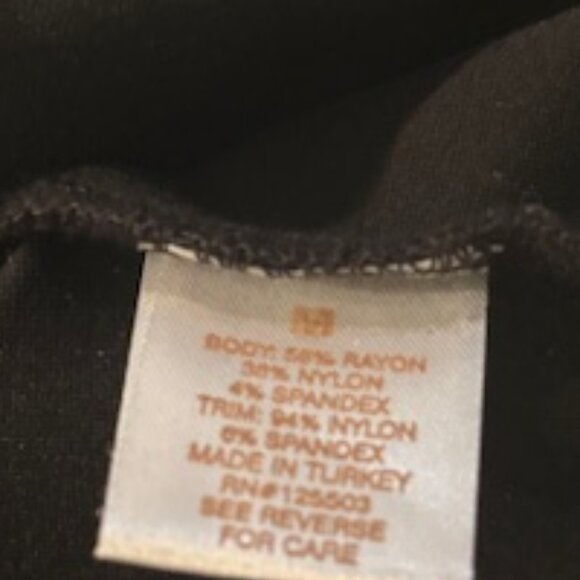 M
BODY: 58% RAYON
38% NYLON
4% SPANDEX
TRIM: 94% NYLON
6% SPANDEX
MADE IN TURKEY
RN#125503
SEE REVERSE
FOR CARE